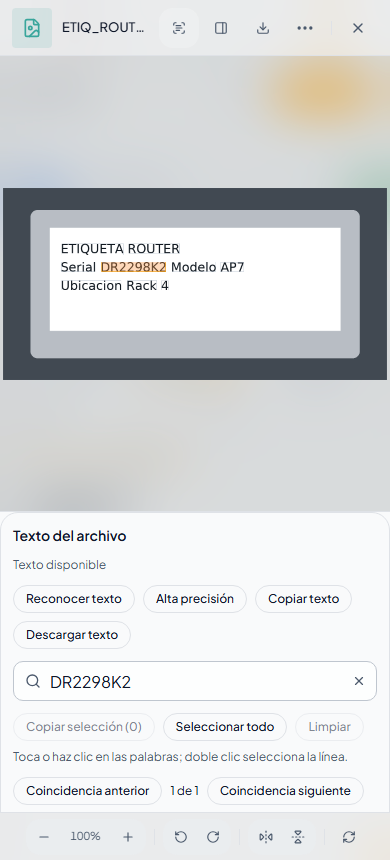 ETIQ_ROUT...
ETIQUETA ROUTER
Serial DR2298K2 Modelo AP7
Ubicacion Rack 4
Texto del archivo
Texto disponible
Reconocer texto
Alta precisión
Copiar texto
Descargar texto
DR2298K2
Copiar selección (0)
Seleccionar todo
Limpiar
Toca o haz clic en las palabras; doble clic selecciona la línea.
Coincidencia anterior
1 de 1
Coincidencia siguiente
100%